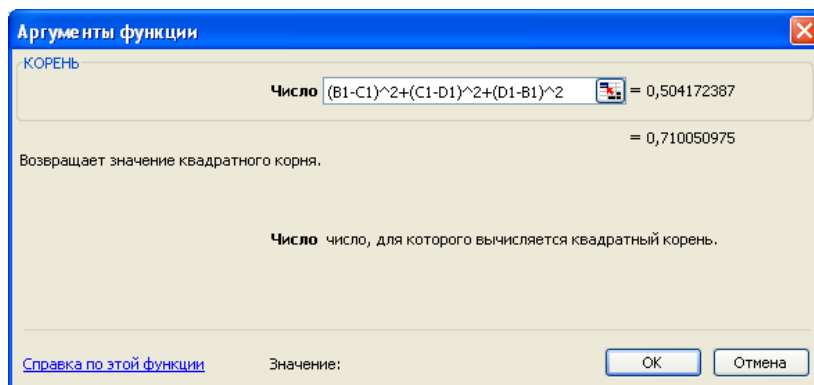 Аргументы функции
КОРЕНЬ
Число (B1-C1)^2+(C1-D1)^2+(D1-B1)^2 = 0,504172387
= 0,710050975
Возвращает значение квадратного корня.
Число число, для которого вычисляется квадратный корень.
Справка по этой функции Значение: ОК Отмена